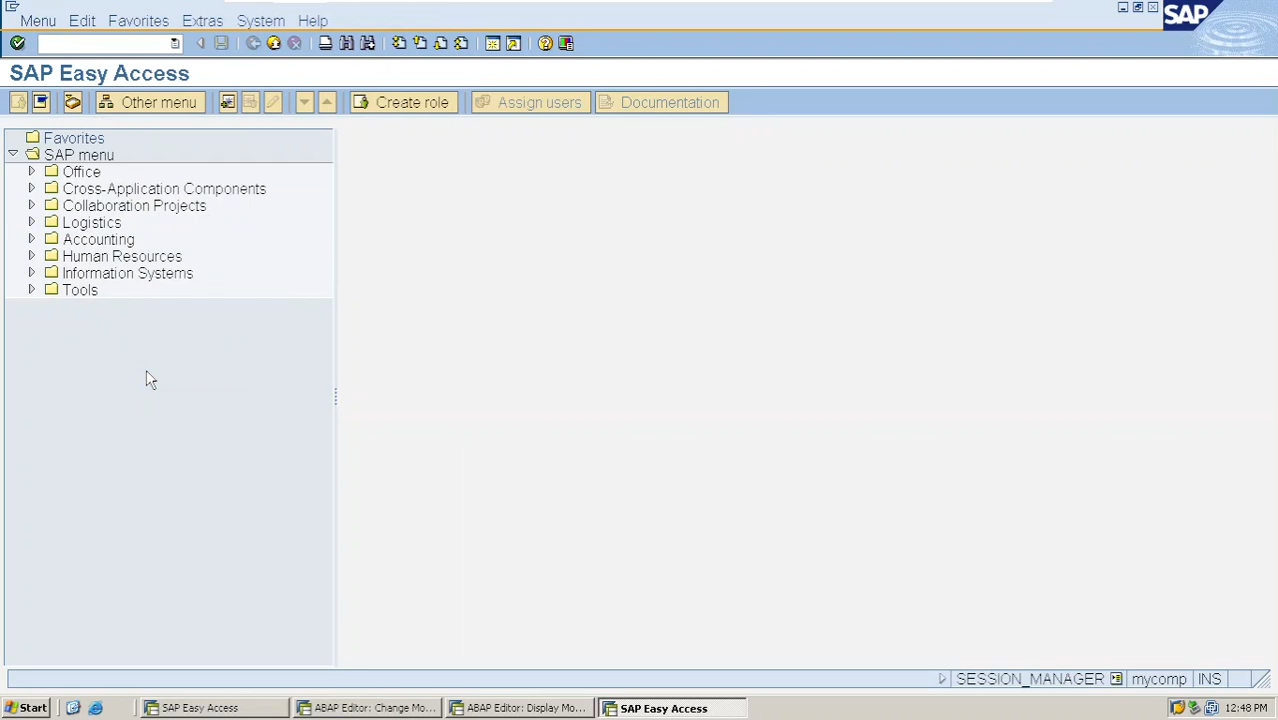 Menu Edit Favorites Extras System Help
SAP
SAP Easy Access
Other menu Create role Assign users Documentation
Favorites
SAP menu
Office
Cross-Application Components
Collaboration Projects
Logistics
Accounting
Human Resources
Information Systems
Tools
SESSION_MANAGER mycomp INS
Start SAP Easy Access ABAP Editor: Change Mo... ABAP Editor: Display Mo... SAP Easy Access 12:48 PM